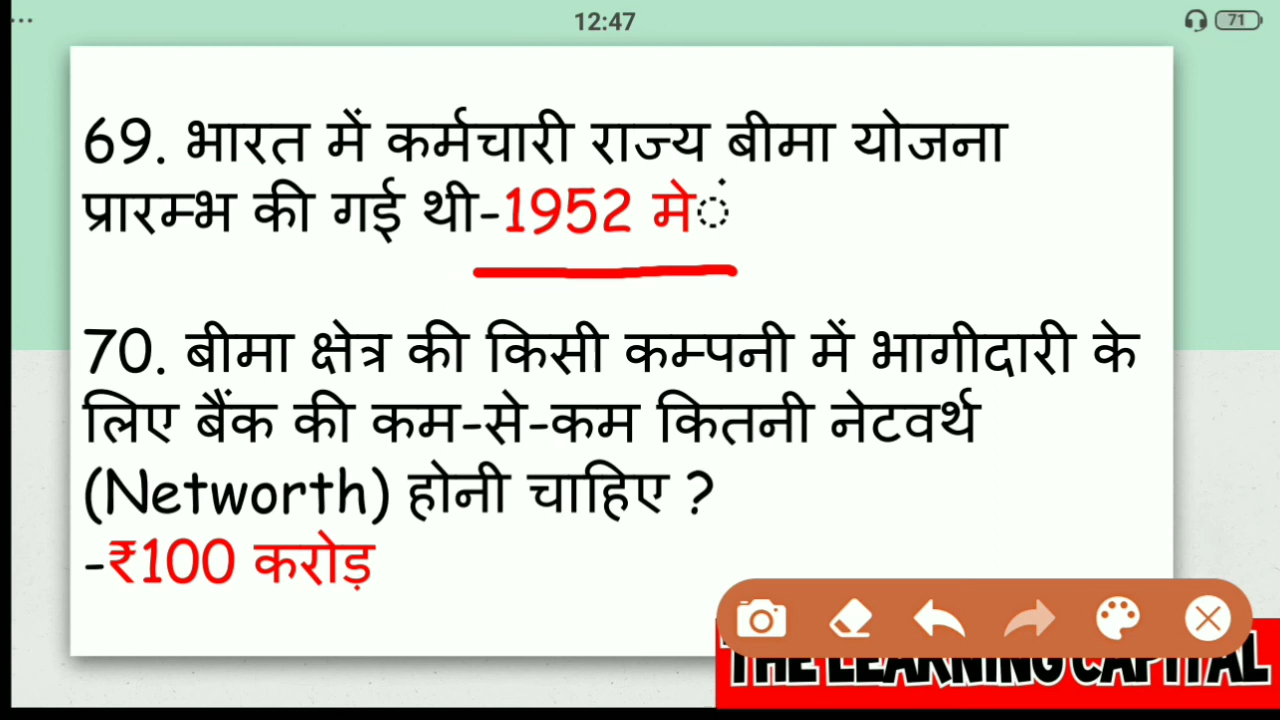 12:47
71
69. भारत में कर्मचारी राज्य बीमा योजना
प्रारम्भ की गई थी-1952 में
70. बीमा क्षेत्र की किसी कम्पनी में भागीदारी के
लिए बैंक की कम-से-कम कितनी नेटवर्थ
(Networth) होनी चाहिए ?
-₹100 करोड़
THE LEARNING CAPITAL